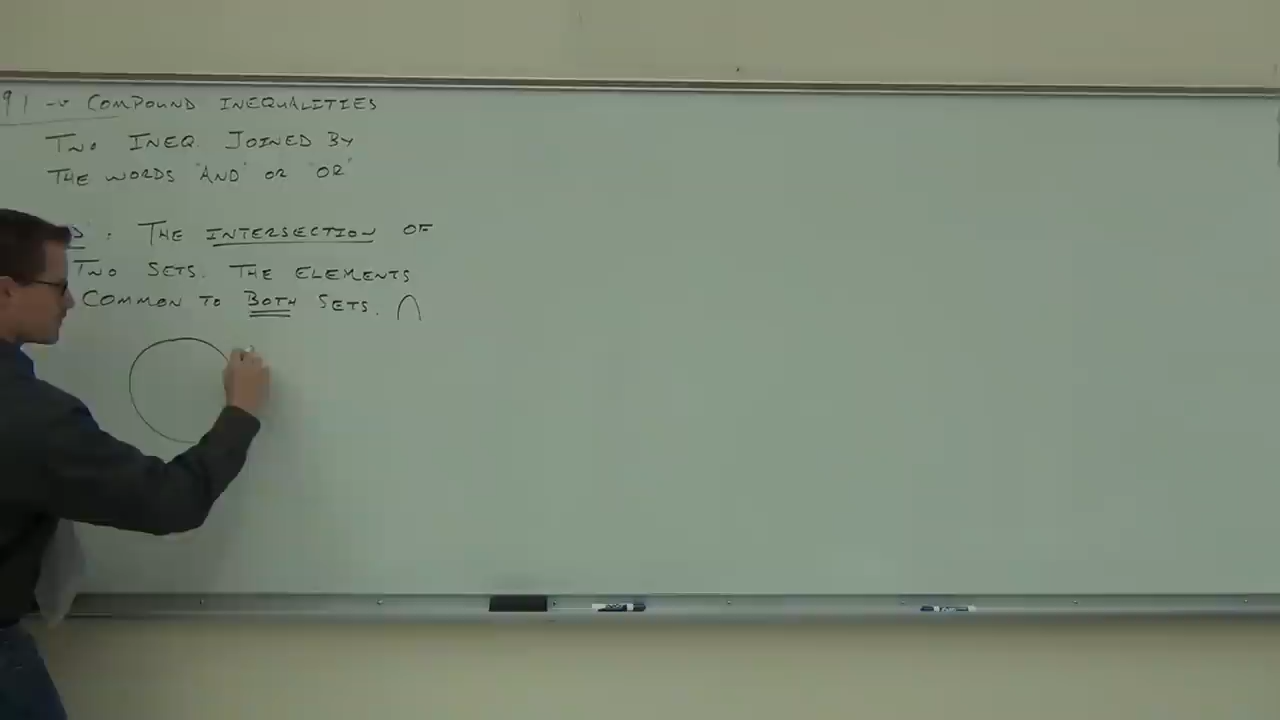 91 → COMPOUND INEQUALITIES
TWO INEQ. JOINED BY
THE WORDS "AND" OR "OR"
D: THE INTERSECTION OF
TWO SETS. THE ELEMENTS
COMMON TO BOTH SETS. ∩